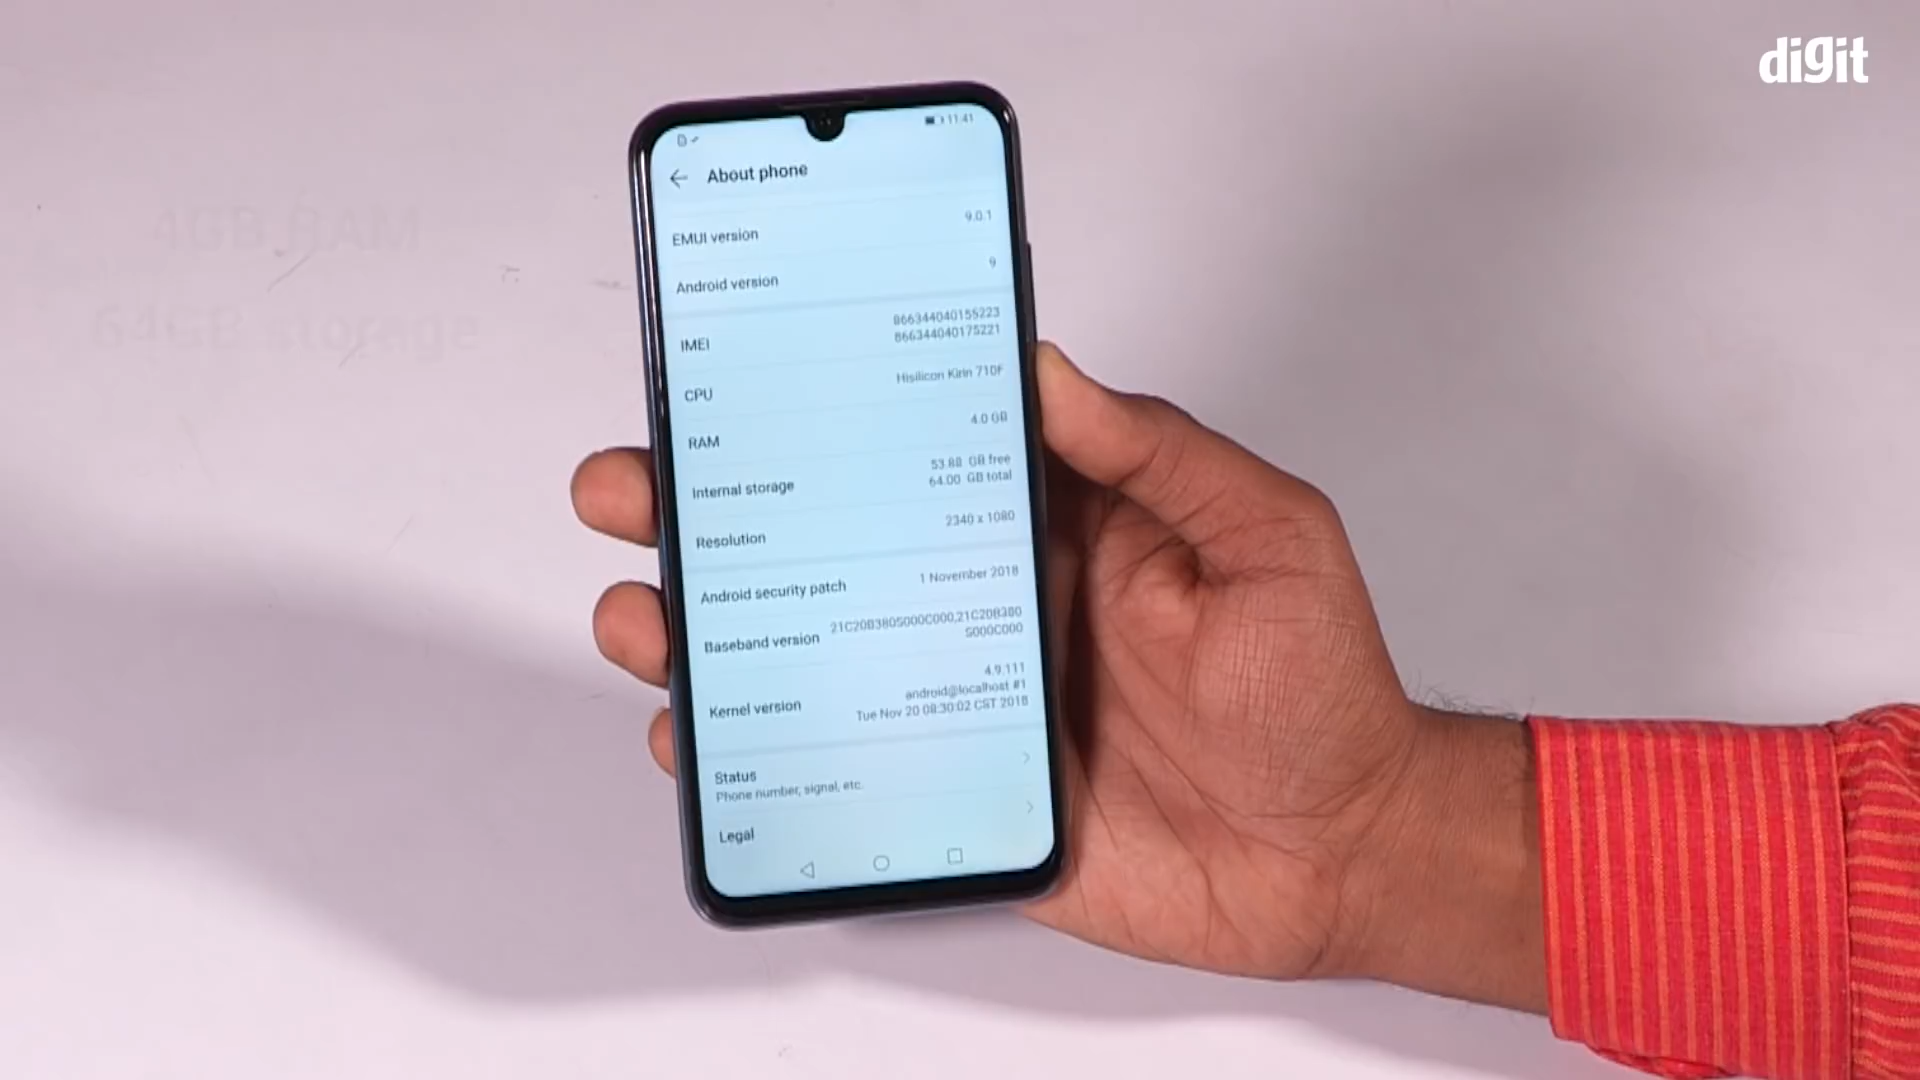 digit
11:41
About phone
EMUI version 9.0.1
Android version 9
IMEI 866344040155223
866344040175221
CPU Hisilicon Kirin 710F
RAM 4.0 GB
Internal storage 53.88 GB free
64.00 GB total
Resolution 2340 x 1080
Android security patch 1 November 2018
Baseband version 21C20B380S000C000,21C20B380
S000C000
Kernel version 4.9.111
android@localhost #1
Tue Nov 20 08:30:02 CST 2018
Status
Phone number, signal, etc.
Legal
4GB RAM
64GB storage